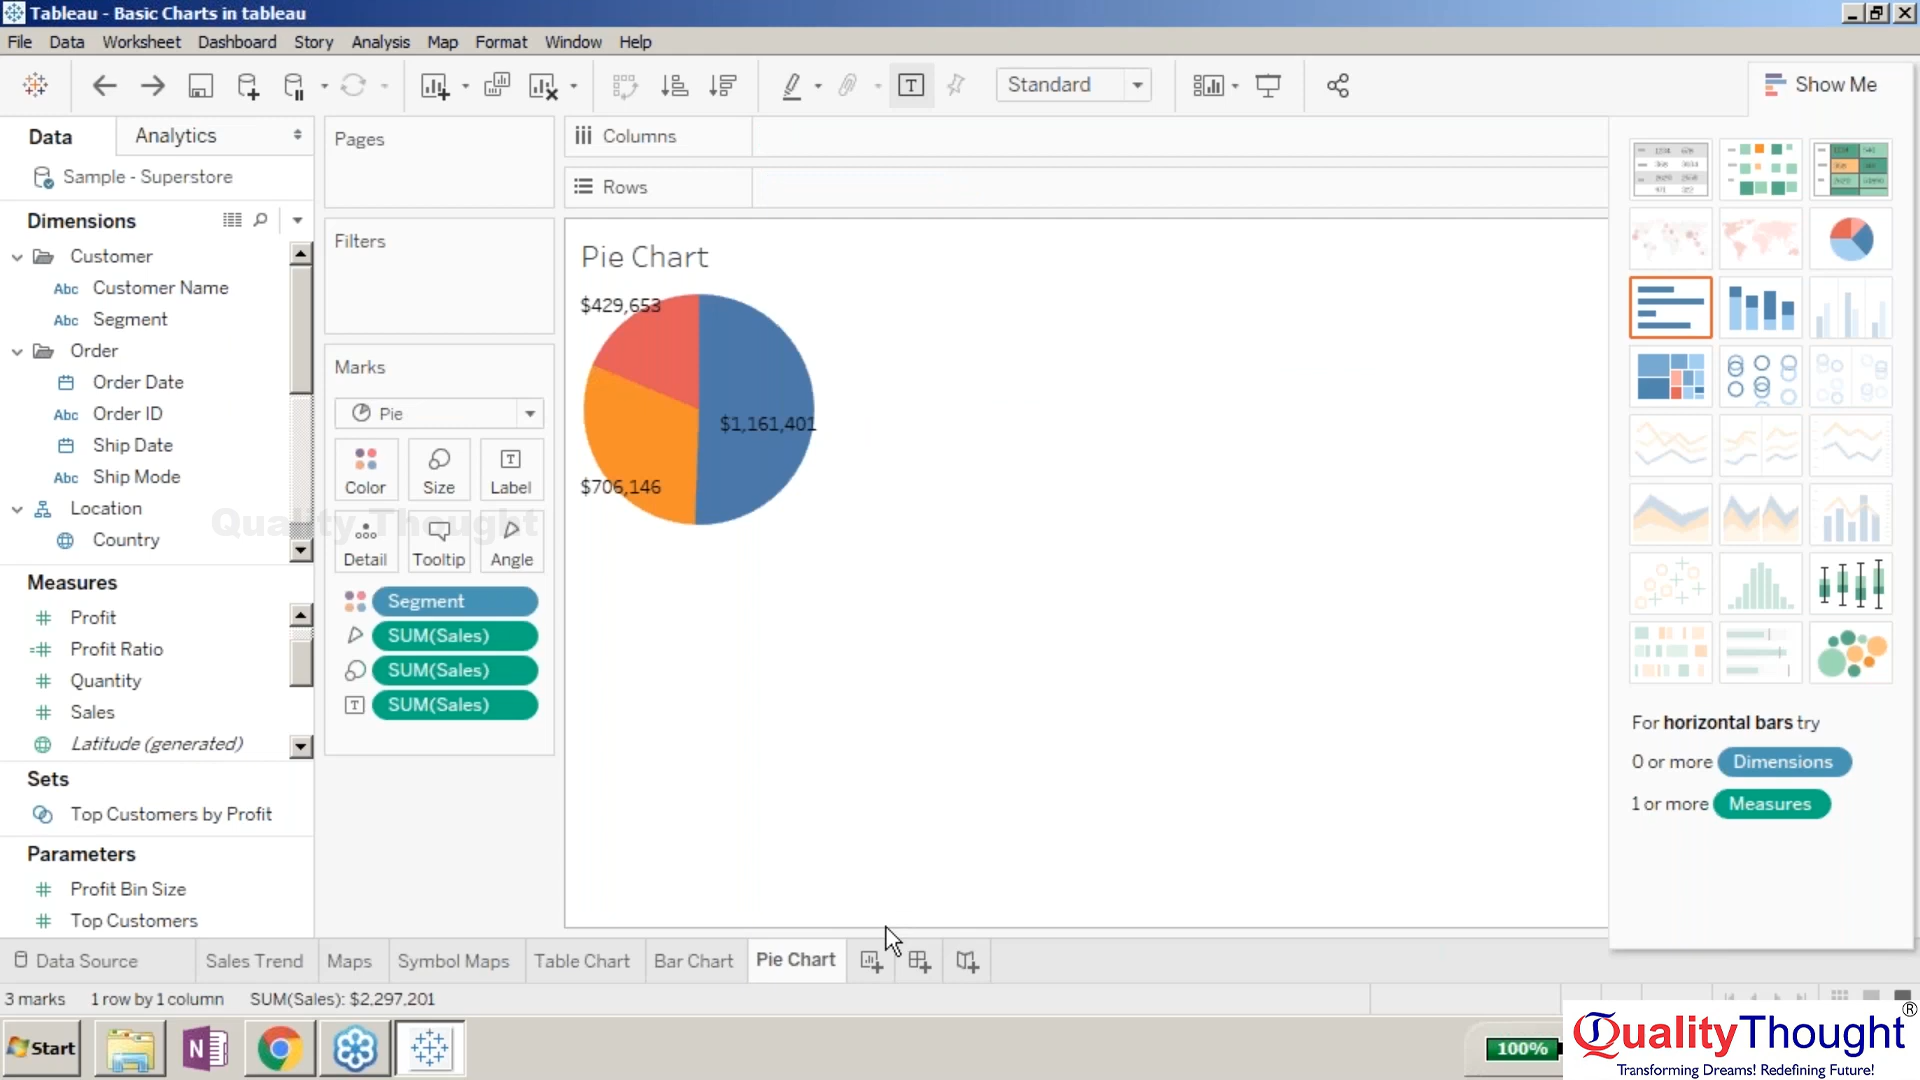 Tableau - Basic Charts in tableau
File Data Worksheet Dashboard Story Analysis Map Format Window Help
Standard
Show Me
Data Analytics
Sample - Superstore
Dimensions
Customer
Abc Customer Name
Abc Segment
Order
Order Date
Abc Order ID
Ship Date
Abc Ship Mode
Location
Country
Measures
Profit
Profit Ratio
Quantity
Sales
Latitude (generated)
Sets
Top Customers by Profit
Parameters
Profit Bin Size
Top Customers
Pages
Filters
Marks
Pie
Color Size Label
Detail Tooltip Angle
Segment
SUM(Sales)
SUM(Sales)
SUM(Sales)
Quality Thought
Columns
Rows
Pie Chart
$429,653
$1,161,401
$706,146
For horizontal bars try
0 or more Dimensions
1 or more Measures
Data Source Sales Trend Maps Symbol Maps Table Chart Bar Chart Pie Chart
3 marks 1 row by 1 column SUM(Sales): $2,297,201
Start
100%
QualityThought®
Transforming Dreams! Redefining Future!